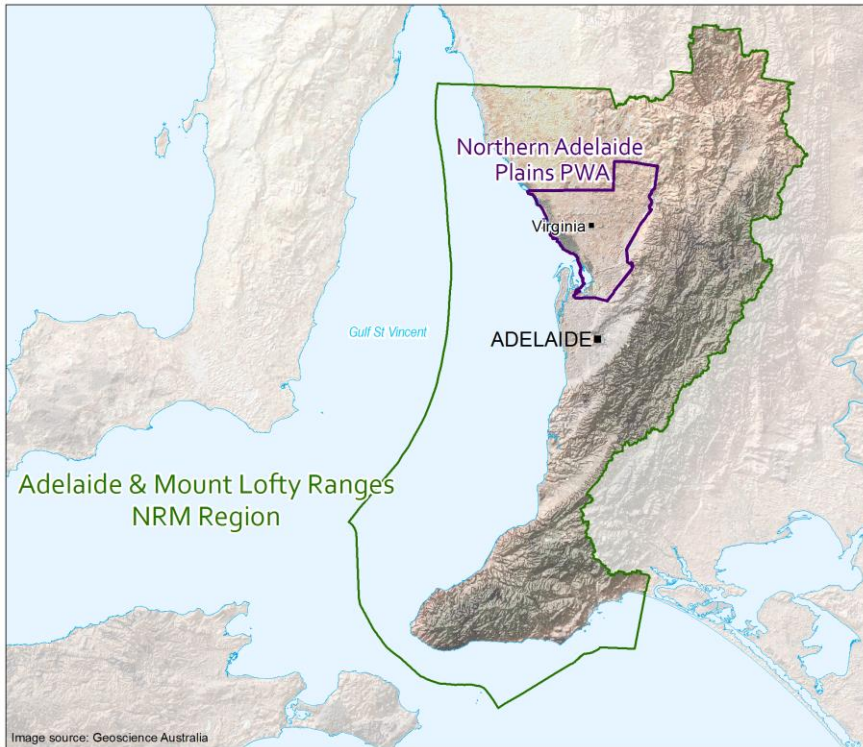 Northern Adelaide
Plains PWA
Virginia
Gulf St Vincent
ADELAIDE
Adelaide & Mount Lofty Ranges
NRM Region
Image source: Geoscience Australia